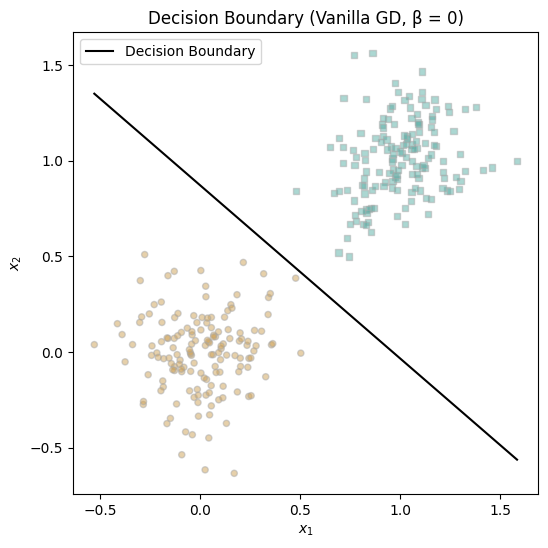 Decision Boundary (Vanilla GD, β = 0)
Decision Boundary
1.5
1.0
0.5
0.0
−0.5
x₂
−0.5 0.0 0.5 1.0 1.5
x₁